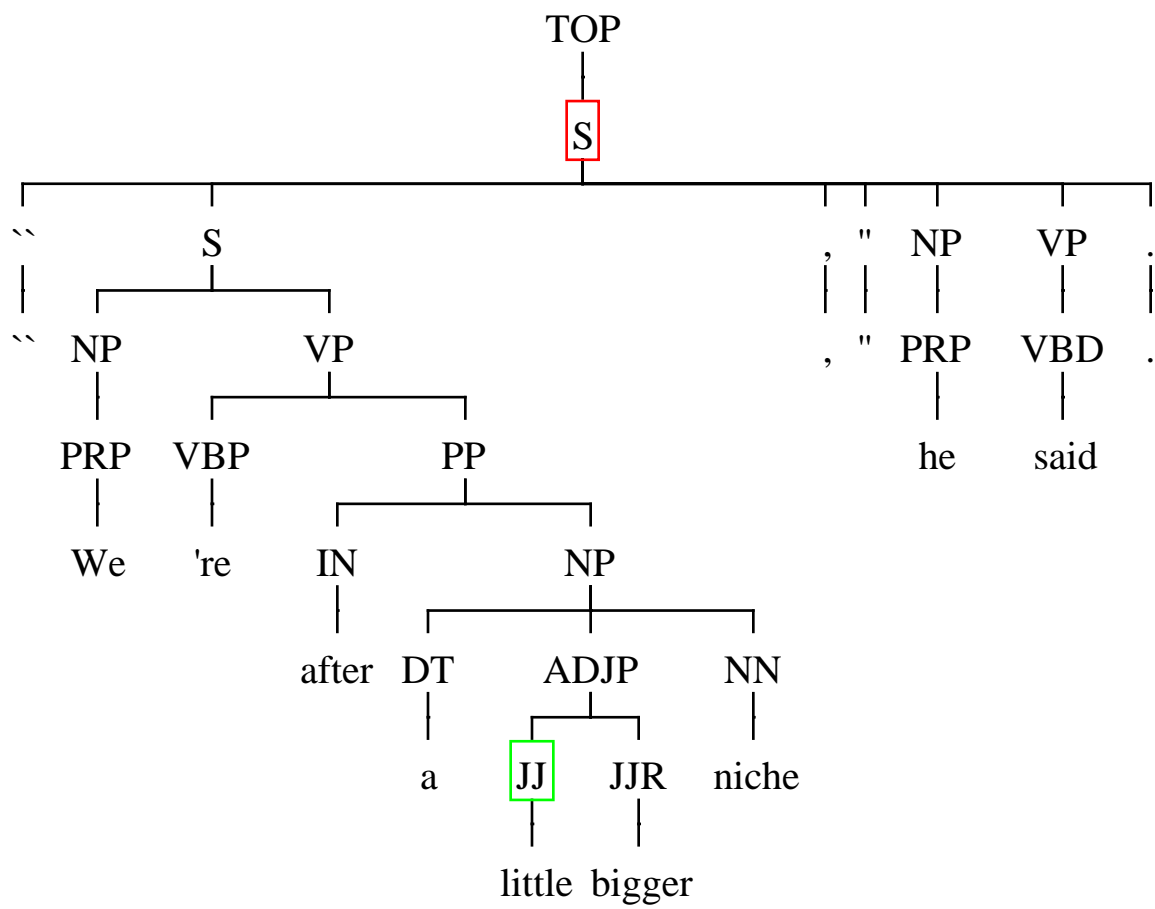 TOP
S
`` S , " NP VP .
`` NP VP , " PRP VBD .
PRP VBP PP he said
We 're IN NP
after DT ADJP NN
a JJ JJR niche
little bigger